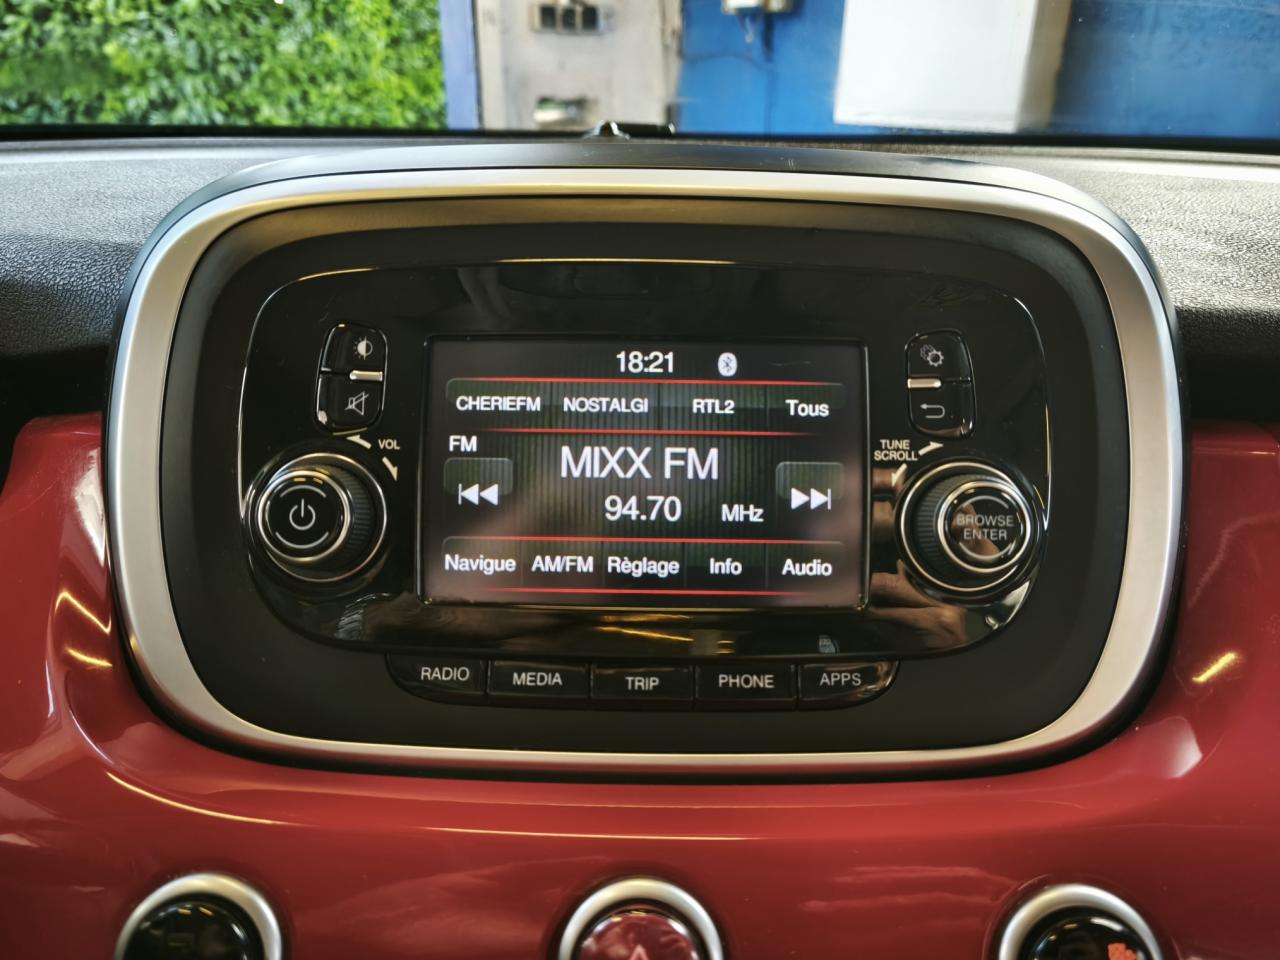 18:21
CHERIEFM NOSTALGI RTL2 Tous
VOL
FM
TUNE
SCROLL
MIXX FM
94.70 MHz
BROWSE
ENTER
Navigue AM/FM Règlage Info Audio
RADIO MEDIA TRIP PHONE APPS